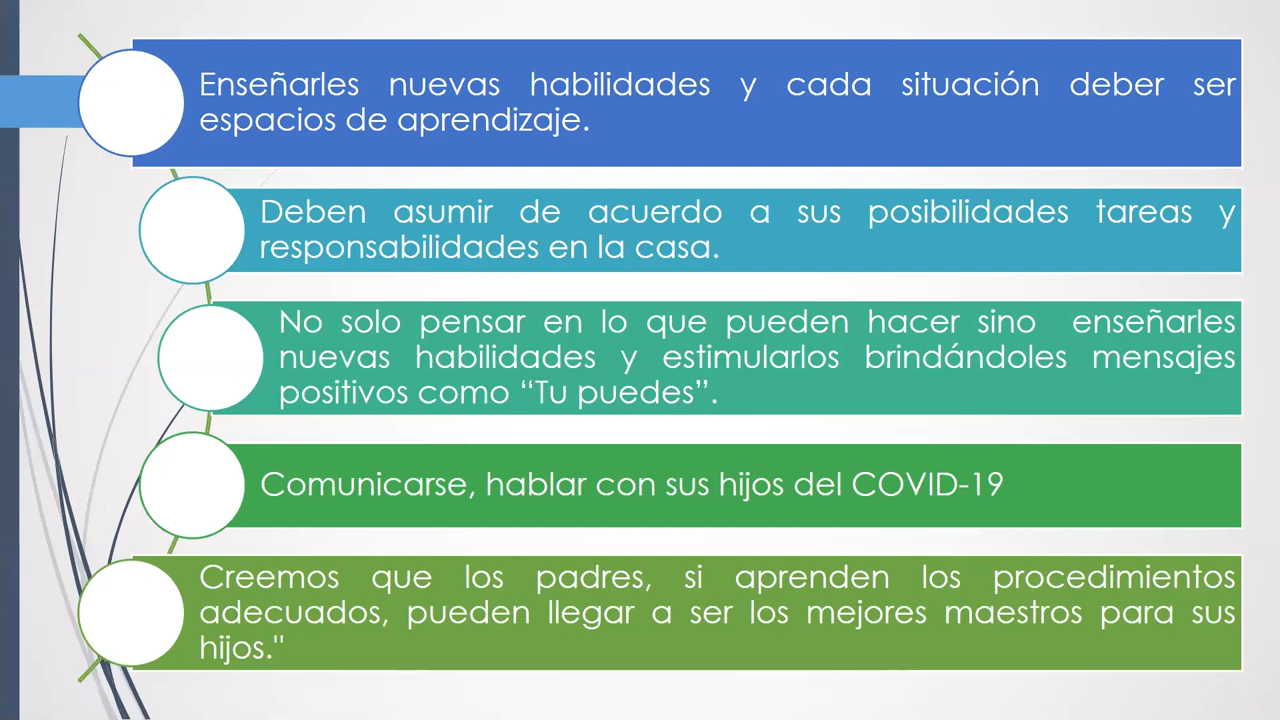 Enseñarles nuevas habilidades y cada situación deber ser
espacios de aprendizaje.
Deben asumir de acuerdo a sus posibilidades tareas y
responsabilidades en la casa.
No solo pensar en lo que pueden hacer sino enseñarles
nuevas habilidades y estimularlos brindándoles mensajes
positivos como “Tu puedes”.
Comunicarse, hablar con sus hijos del COVID-19
Creemos que los padres, si aprenden los procedimientos
adecuados, pueden llegar a ser los mejores maestros para sus
hijos."